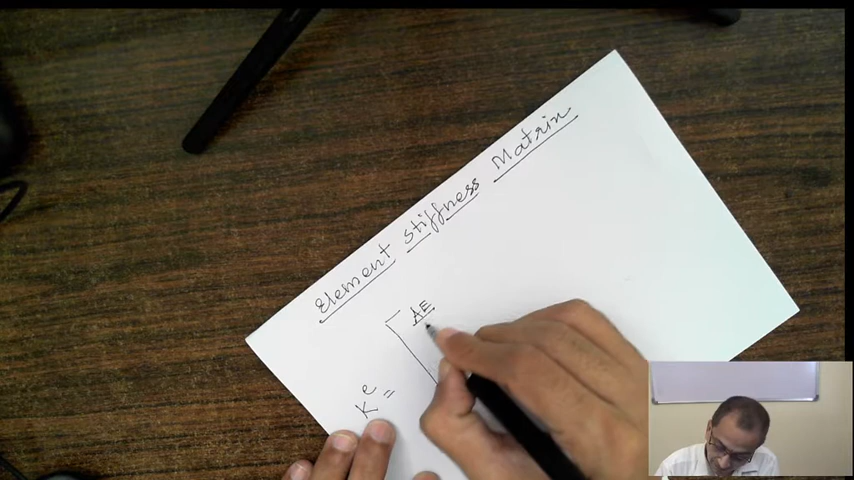 Element stiffness Matrix
AE
K^e =